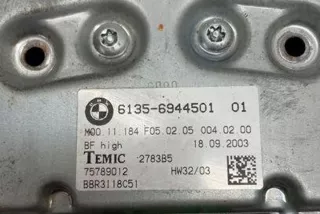 BMW
6135-6944501 01
M00.11.184 F05.02.05 004.02.00
BF high 18.09.2003
TEMIC 2783B5
75789012 HW32/03
BBR3118C51